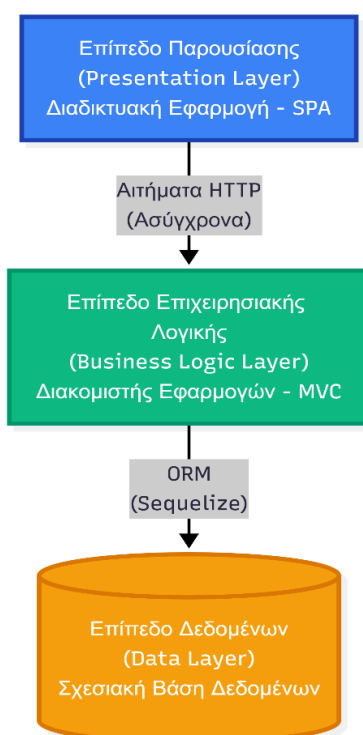 Επίπεδο Παρουσίασης
(Presentation Layer)
Διαδικτυακή Εφαρμογή - SPA
Αιτήματα HTTP
(Ασύγχρονα)
Επίπεδο Επιχειρησιακής
Λογικής
(Business Logic Layer)
Διακομιστής Εφαρμογών - MVC
ORM
(Sequelize)
Επίπεδο Δεδομένων
(Data Layer)
Σχεσιακή Βάση Δεδομένων